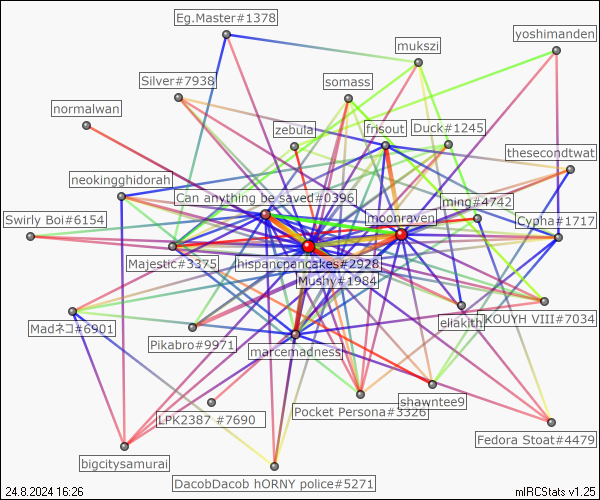 Eg.Master#1378
yoshimanden
mukszi
Silver#7938
somass
normalwan
zebula
frisout
Duck#1245
thesecondtwat
neokingghidorah
Can anything be saved#0396
ming#4742
Swirly Boi#6154
moonraven
Cypha#1717
Majestic#3375
hispancpancakes#2928
Mushy#1984
Madネコ#6901
eliakith
KOUYH VIII#7034
Pikabro#9971
marcemadness
shawntee9
LPK2387 #7690
Pocket Persona#3326
Fedora Stoat#4479
bigcitysamurai
DacobDacob hORNY police#5271
24.8.2024 16:26
mIRCStats v1.25